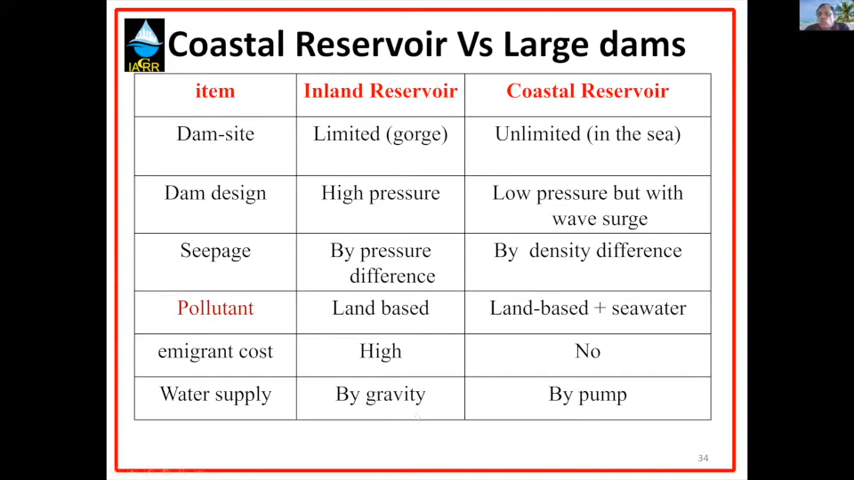 Coastal Reservoir Vs Large dams
IACRR
item Inland Reservoir Coastal Reservoir
Dam-site Limited (gorge) Unlimited (in the sea)
Dam design High pressure Low pressure but with
wave surge
Seepage By pressure By density difference
difference
Pollutant Land based Land-based + seawater
emigrant cost High No
Water supply By gravity By pump
34